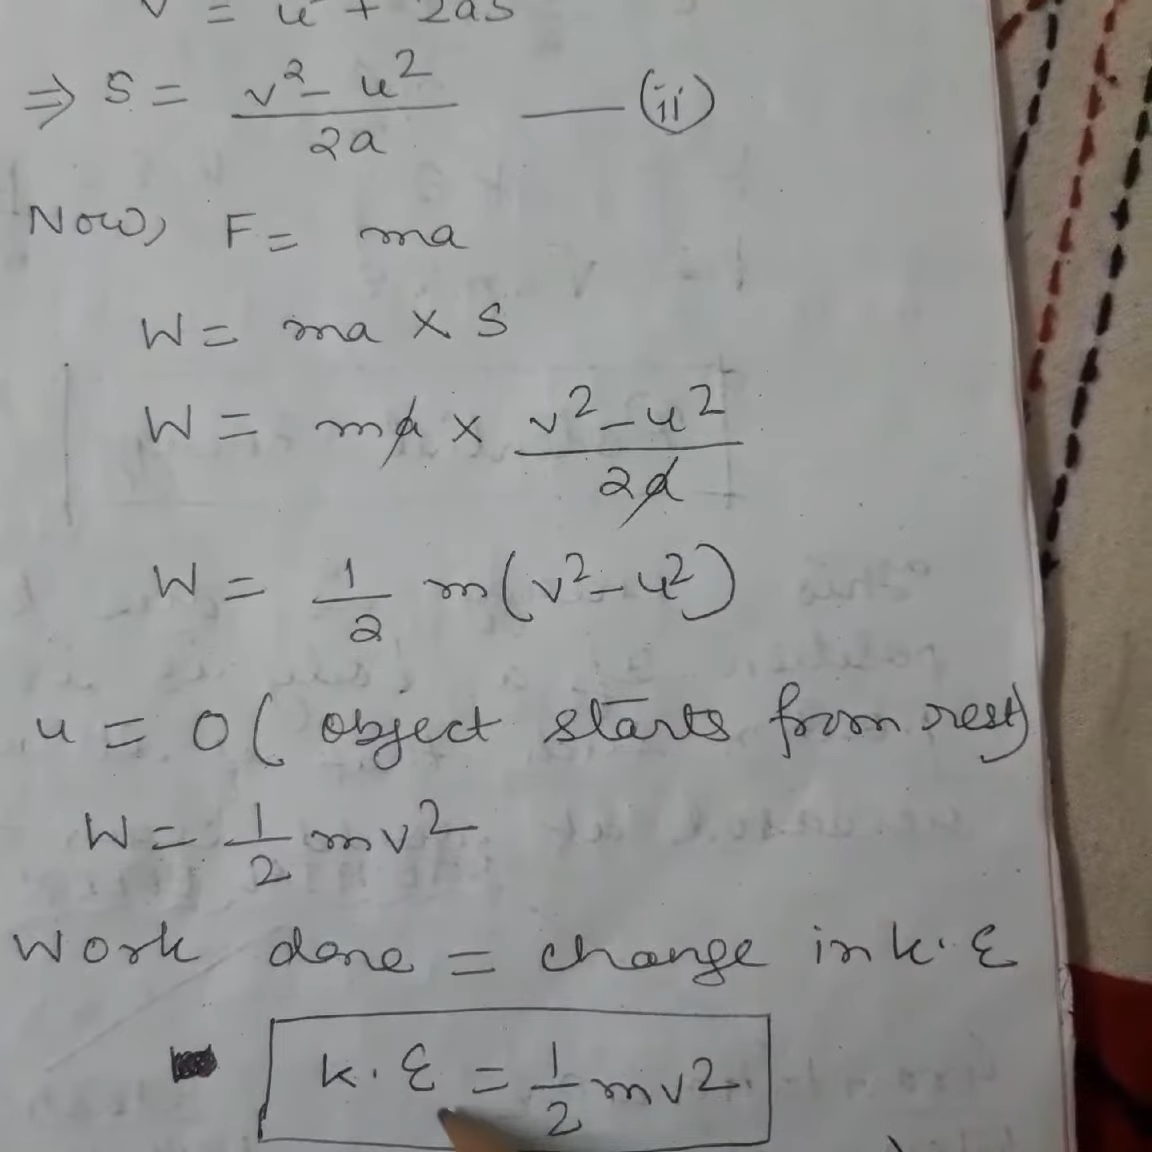 V = u + 2as
⇒ S = v² - u² / 2a —— (ii)
Now, F = ma
W = ma × S
W = ma × v² - u² / 2a
W = 1/2 m(v² - u²)
u = 0 ( object starts from rest)
W = 1/2 mv²
Work done = change in k.E
k.E = 1/2 mv²